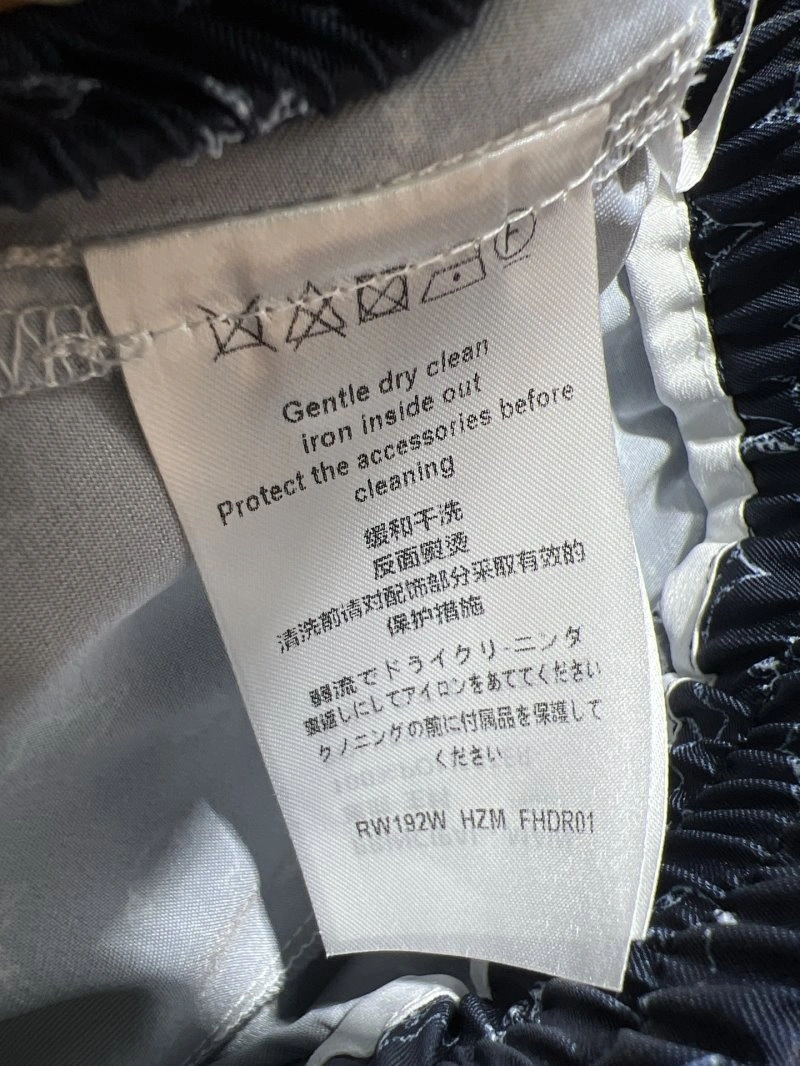 F
Gentle dry clean
iron inside out
Protect the accessories before
cleaning
缓和干洗
反面熨烫
清洗前请对配饰部分采取有效的
保护措施
弱流でドライクリ-ニンダ
裏返しにしてアイロンをあててください
クノニングの前に付属品を保護して
ください
RW192W HZM FHDR01